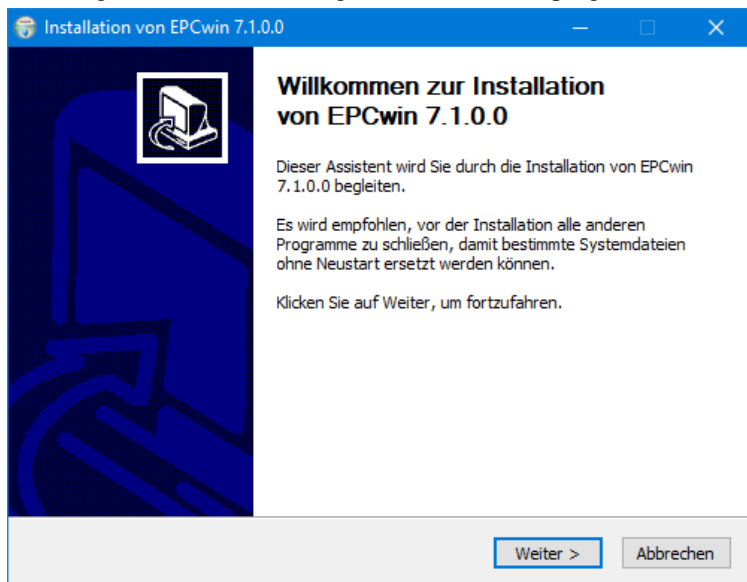 Installation von EPCwin 7.1.0.0
Willkommen zur Installation
von EPCwin 7.1.0.0
Dieser Assistent wird Sie durch die Installation von EPCwin
7.1.0.0 begleiten.
Es wird empfohlen, vor der Installation alle anderen
Programme zu schließen, damit bestimmte Systemdateien
ohne Neustart ersetzt werden können.
Klicken Sie auf Weiter, um fortzufahren.
Weiter >
Abbrechen